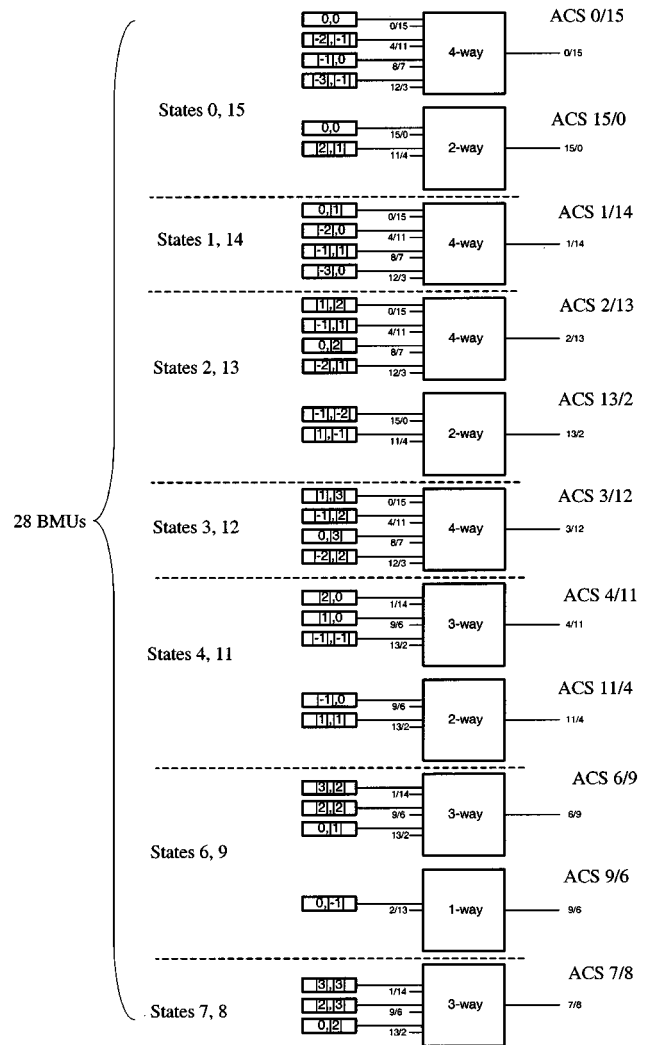 ACS 0/15
0,0
0/15
|-2|,|-1|
4/11
|-1|,0
8/7
|-3|,|-1|
12/3
4-way
0/15
States 0, 15
ACS 15/0
0,0
15/0
|2|,|1|
11/4
2-way
15/0
ACS 1/14
0,|1|
0/15
|-2|,0
4/11
|-1|,|1|
8/7
|-3|,0
12/3
4-way
1/14
States 1, 14
ACS 2/13
|1|,|2|
0/15
|-1|,|1|
4/11
0,|2|
8/7
|-2|,|1|
12/3
4-way
2/13
States 2, 13
ACS 13/2
|-1|,|-2|
15/0
|1|,|-1|
11/4
2-way
13/2
ACS 3/12
|1|,|3|
0/15
|-1|,|2|
4/11
0,|3|
8/7
|-2|,|2|
12/3
4-way
3/12
28 BMUs
States 3, 12
ACS 4/11
|2|,0
1/14
|1|,0
9/6
|-1|,|-1|
13/2
3-way
4/11
States 4, 11
ACS 11/4
|-1|,0
9/6
|1|,|1|
13/2
2-way
11/4
ACS 6/9
|3|,|2|
1/14
|2|,|2|
9/6
0,|1|
13/2
3-way
6/9
States 6, 9
ACS 9/6
0,|-1|
2/13
1-way
9/6
ACS 7/8
|3|,|3|
1/14
|2|,|3|
9/6
0,|2|
13/2
3-way
7/8
States 7, 8